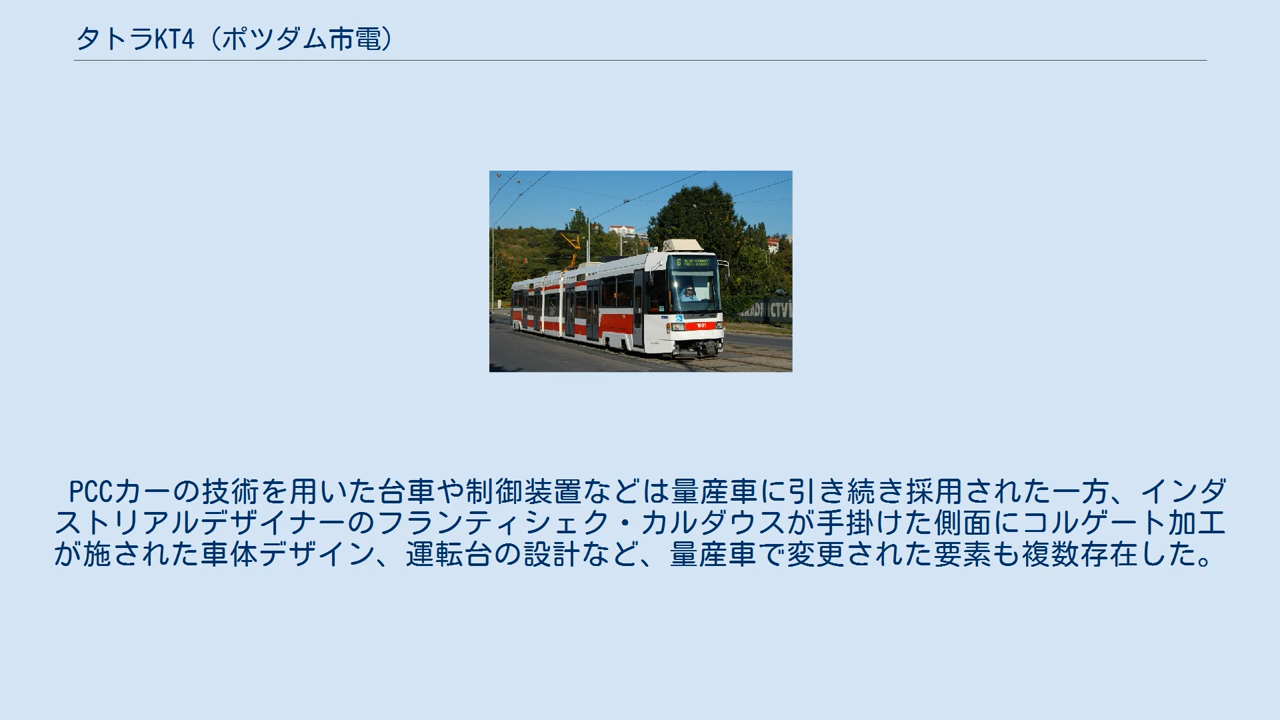 タトラKT4（ポツダム市電）
PCCカーの技術を用いた台車や制御装置などは量産車に引き続き採用された一方、インダ
ストリアルデザイナーのフランティシェク・カルダウスが手掛けた側面にコルゲート加工
が施された車体デザイン、運転台の設計など、量産車で変更された要素も複数存在した。